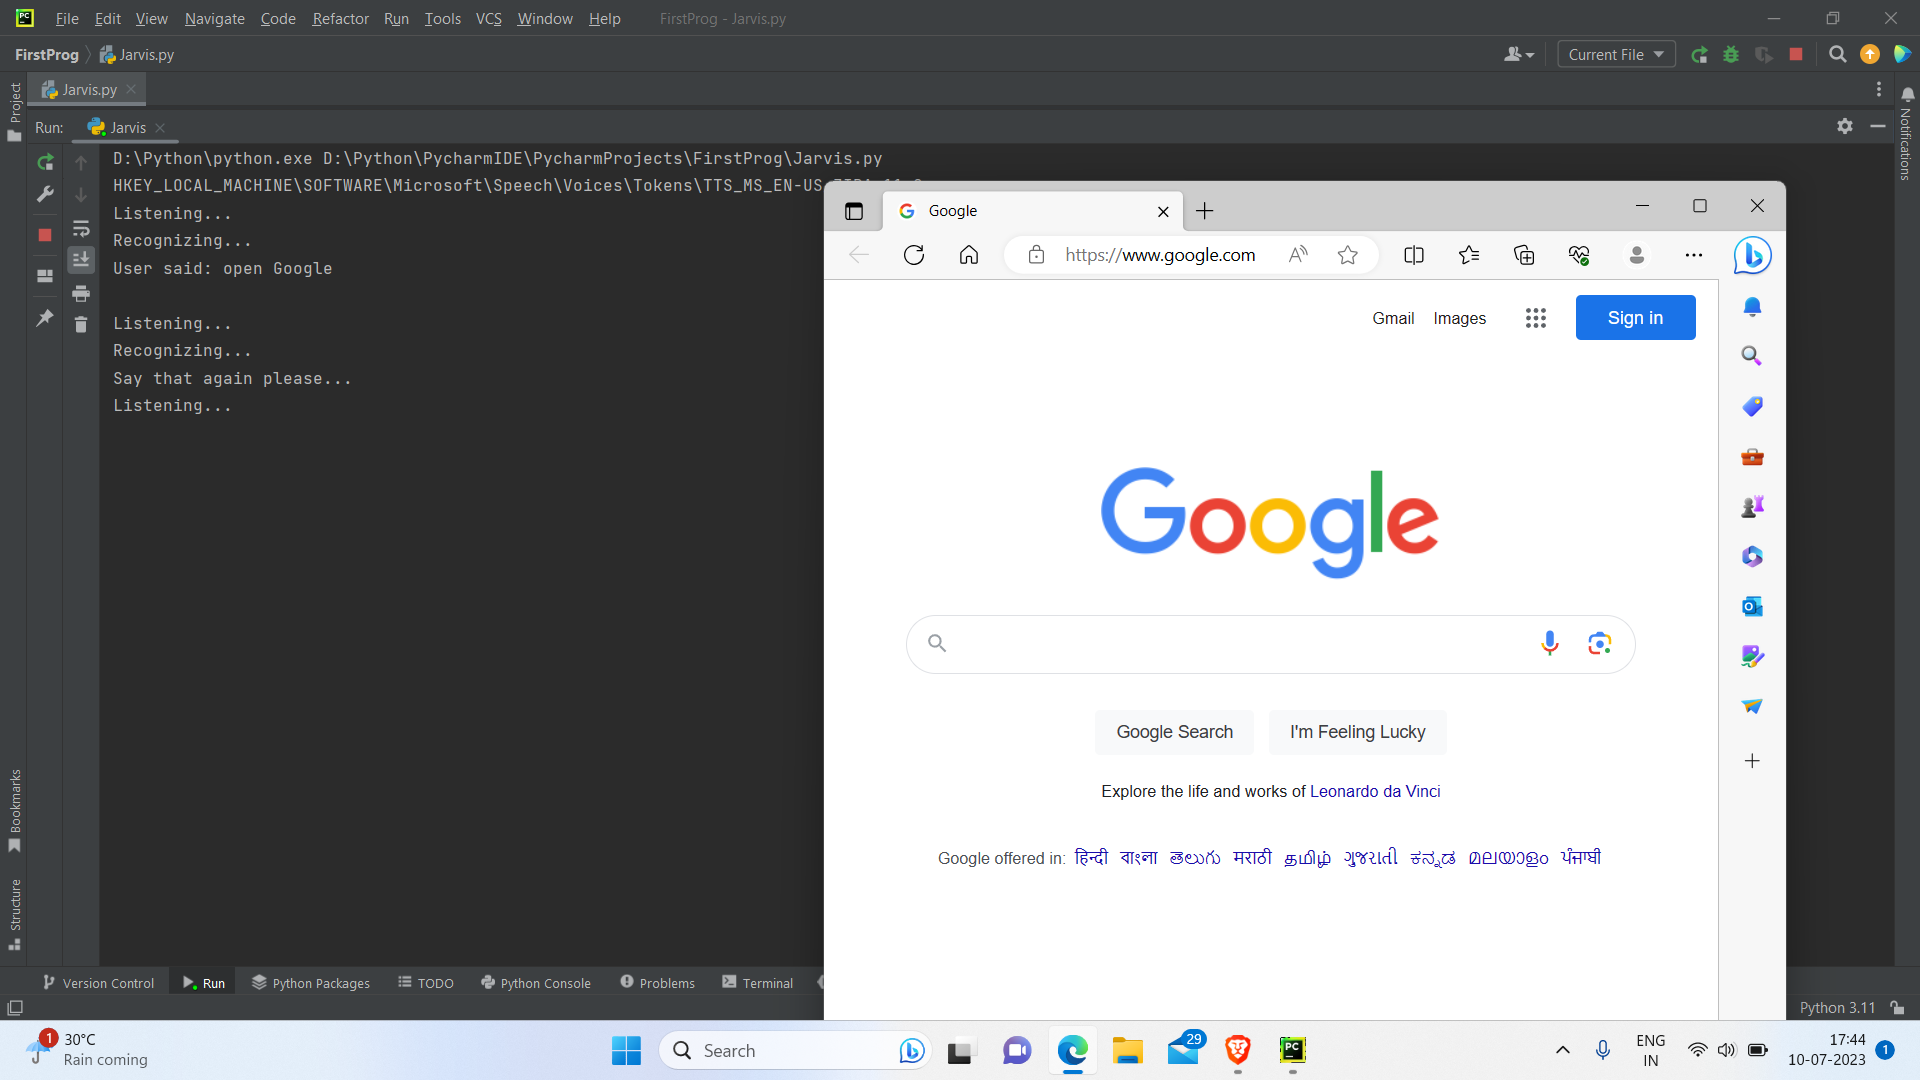 File Edit View Navigate Code Refactor Run Tools VCS Window Help FirstProg - Jarvis.py
FirstProg Jarvis.py Current File
Project
Jarvis.py
Notifications
Run: Jarvis
D:\Python\python.exe D:\Python\PycharmIDE\PycharmProjects\FirstProg\Jarvis.py
HKEY_LOCAL_MACHINE\SOFTWARE\Microsoft\Speech\Voices\Tokens\TTS_MS_EN-US
Listening...
Recognizing...
User said: open Google
Listening...
Recognizing...
Say that again please...
Listening...
Google
https://www.google.com
Gmail Images Sign in
Google
Google Search I'm Feeling Lucky
Explore the life and works of Leonardo da Vinci
Google offered in: हिन्दी বাংলা తెలుగు मराठी தமிழ் ગુજરાતી ಕನ್ನಡ മലയാളം ਪੰਜਾਬੀ
Bookmarks
Structure
Version Control Run Python Packages TODO Python Console Problems Terminal
Python 3.11
1 30°C
Rain coming
Search
29
PC
ENG
IN
17:44
10-07-2023
1